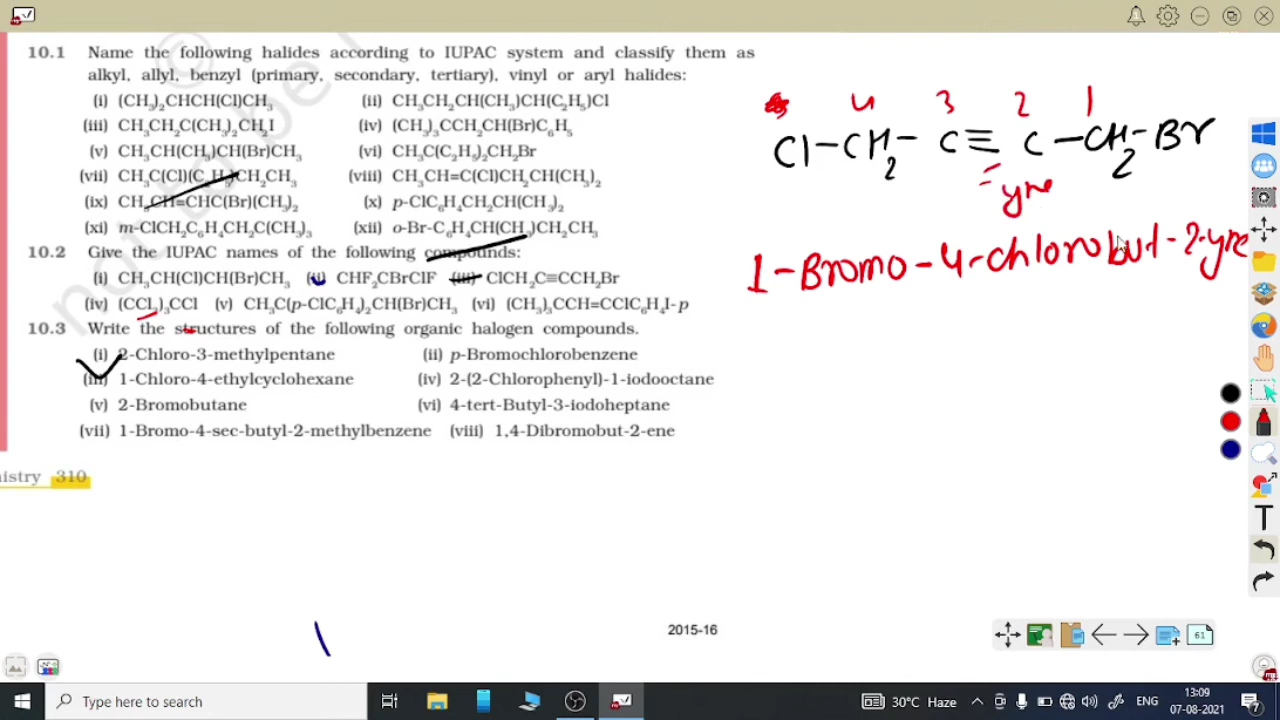 10.1 Name the following halides according to IUPAC system and classify them as
alkyl, allyl, benzyl (primary, secondary, tertiary), vinyl or aryl halides:
(i) (CH₃)₂CHCH(Cl)CH₃ (ii) CH₃CH₂CH(CH₃)CH(C₂H₅)Cl
(iii) CH₃CH₂C(CH₃)₂CH₂I (iv) (CH₃)₃CCH₂CH(Br)C₆H₅
(v) CH₃CH(CH₃)CH(Br)CH₃ (vi) CH₃C(C₂H₅)₂CH₂Br
(vii) CH₃C(Cl)(C₂H₅)CH₂CH₃ (viii) CH₃CH=C(Cl)CH₂CH(CH₃)₂
(ix) CH₃CH=CHC(Br)(CH₃)₂ (x) p-ClC₆H₄CH₂CH(CH₃)₂
(xi) m-ClCH₂C₆H₄CH₂C(CH₃)₃ (xii) o-Br-C₆H₄CH(CH₃)CH₂CH₃
10.2 Give the IUPAC names of the following compounds:
(i) CH₃CH(Cl)CH(Br)CH₃ (ii) CHF₂CBrClF (iii) ClCH₂C≡CCH₂Br
(iv) (CCl₃)₃CCl (v) CH₃C(p-ClC₆H₄)₂CH(Br)CH₃ (vi) (CH₃)₃CCH=CClC₆H₄I-p
10.3 Write the structures of the following organic halogen compounds.
(i) 2-Chloro-3-methylpentane (ii) p-Bromochlorobenzene
(iii) 1-Chloro-4-ethylcyclohexane (iv) 2-(2-Chlorophenyl)-1-iodooctane
(v) 2-Bromobutane (vi) 4-tert-Butyl-3-iodoheptane
(vii) 1-Bromo-4-sec-butyl-2-methylbenzene (viii) 1,4-Dibromobut-2-ene
istry 310
2015-16
4 3 2 1
Cl-CH₂-C≡C-CH₂-Br
yne
1-Bromo-4-chlorobut-2-yne
not be
T
61
Type here to search
30°C Haze
ENG
13:09
07-08-2021
7